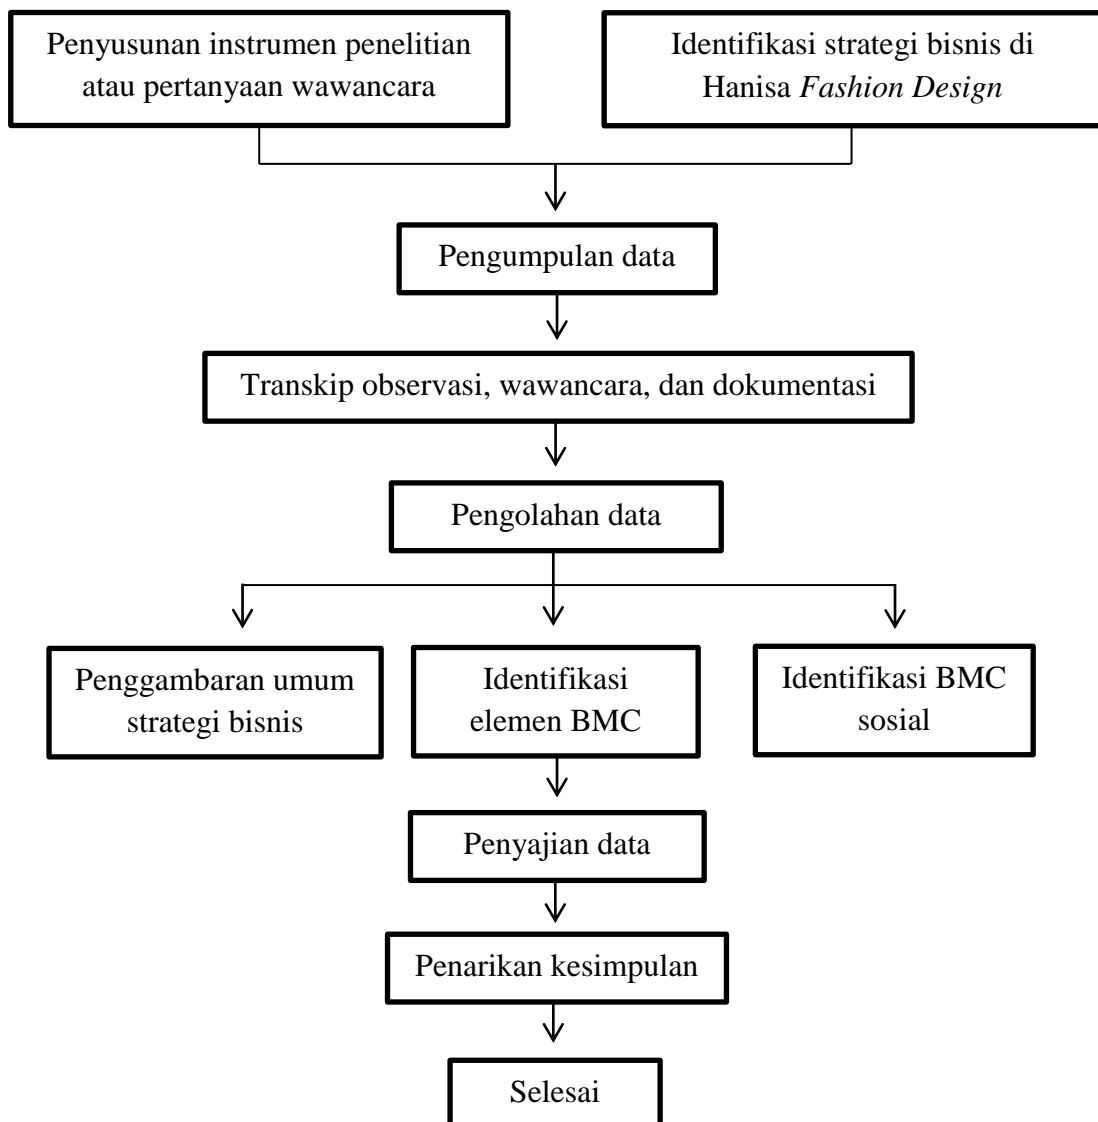 Penyusunan instrumen penelitian
atau pertanyaan wawancara
Identifikasi strategi bisnis di
Hanisa Fashion Design
Pengumpulan data
Transkip observasi, wawancara, dan dokumentasi
Pengolahan data
Penggambaran umum
strategi bisnis
Identifikasi
elemen BMC
Identifikasi BMC
sosial
Penyajian data
Penarikan kesimpulan
Selesai